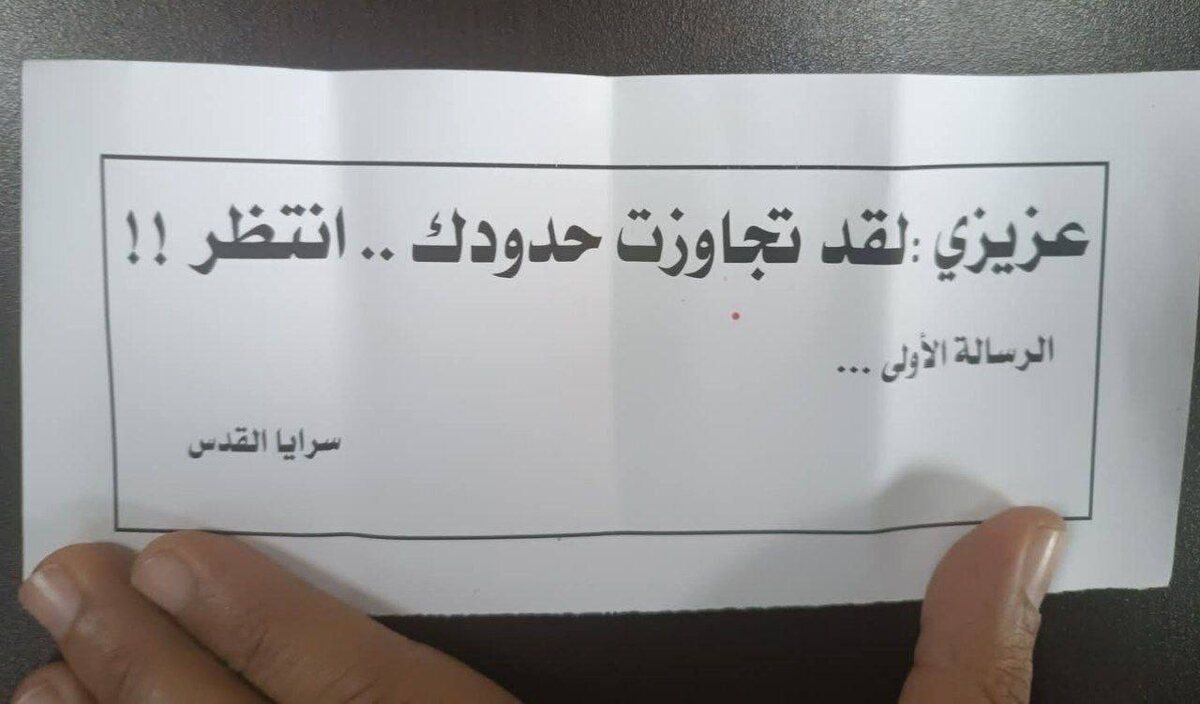 عزيزي :لقد تجاوزت حدودك .. انتظر !!
الرسالة الأولى ...
سرايا القدس